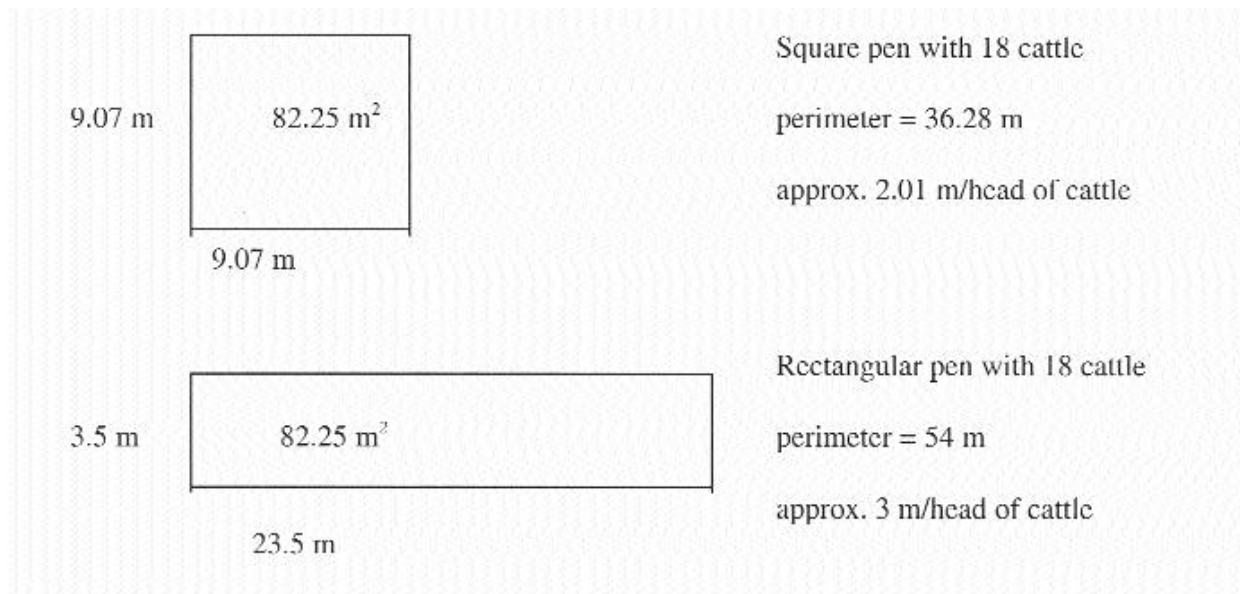 Square pen with 18 cattle
9.07 m
82.25 m²
perimeter = 36.28 m
approx. 2.01 m/head of cattle
9.07 m
Rectangular pen with 18 cattle
3.5 m
82.25 m²
perimeter = 54 m
approx. 3 m/head of cattle
23.5 m